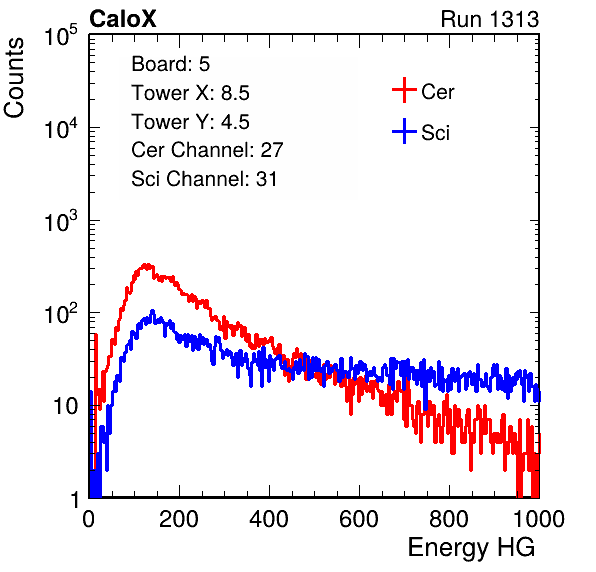 CaloX Run 1313
Counts
10^5
10^4
10^3
10^2
10
1
Board: 5
Tower X: 8.5
Tower Y: 4.5
Cer Channel: 27
Sci Channel: 31
Cer
Sci
0 200 400 600 800 1000
Energy HG